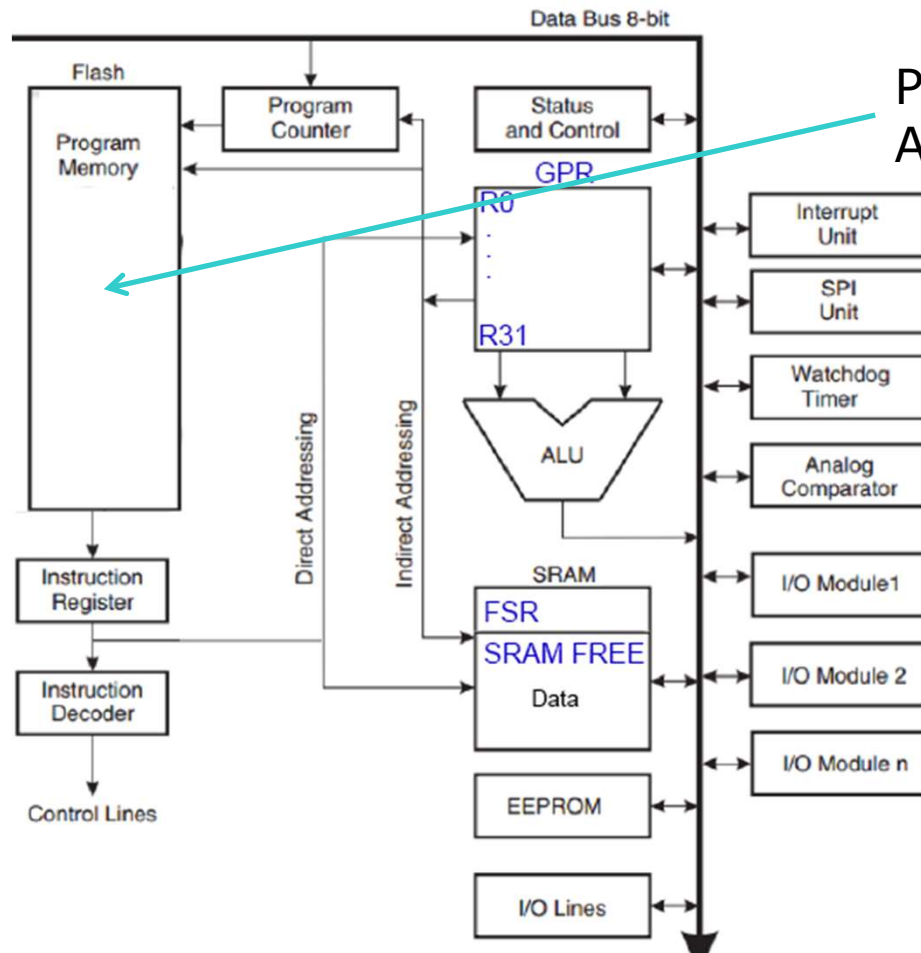 Data Bus 8-bit
Flash
Program
Memory
Program
Counter
Status
and Control
P
A
GPR
R0
.
.
.
R31
Interrupt
Unit
SPI
Unit
Watchdog
Timer
ALU
Analog
Comparator
Direct Addressing
Indirect Addressing
Instruction
Register
SRAM
FSR
SRAM FREE
Data
I/O Module1
Instruction
Decoder
I/O Module 2
I/O Module n
Control Lines
EEPROM
I/O Lines